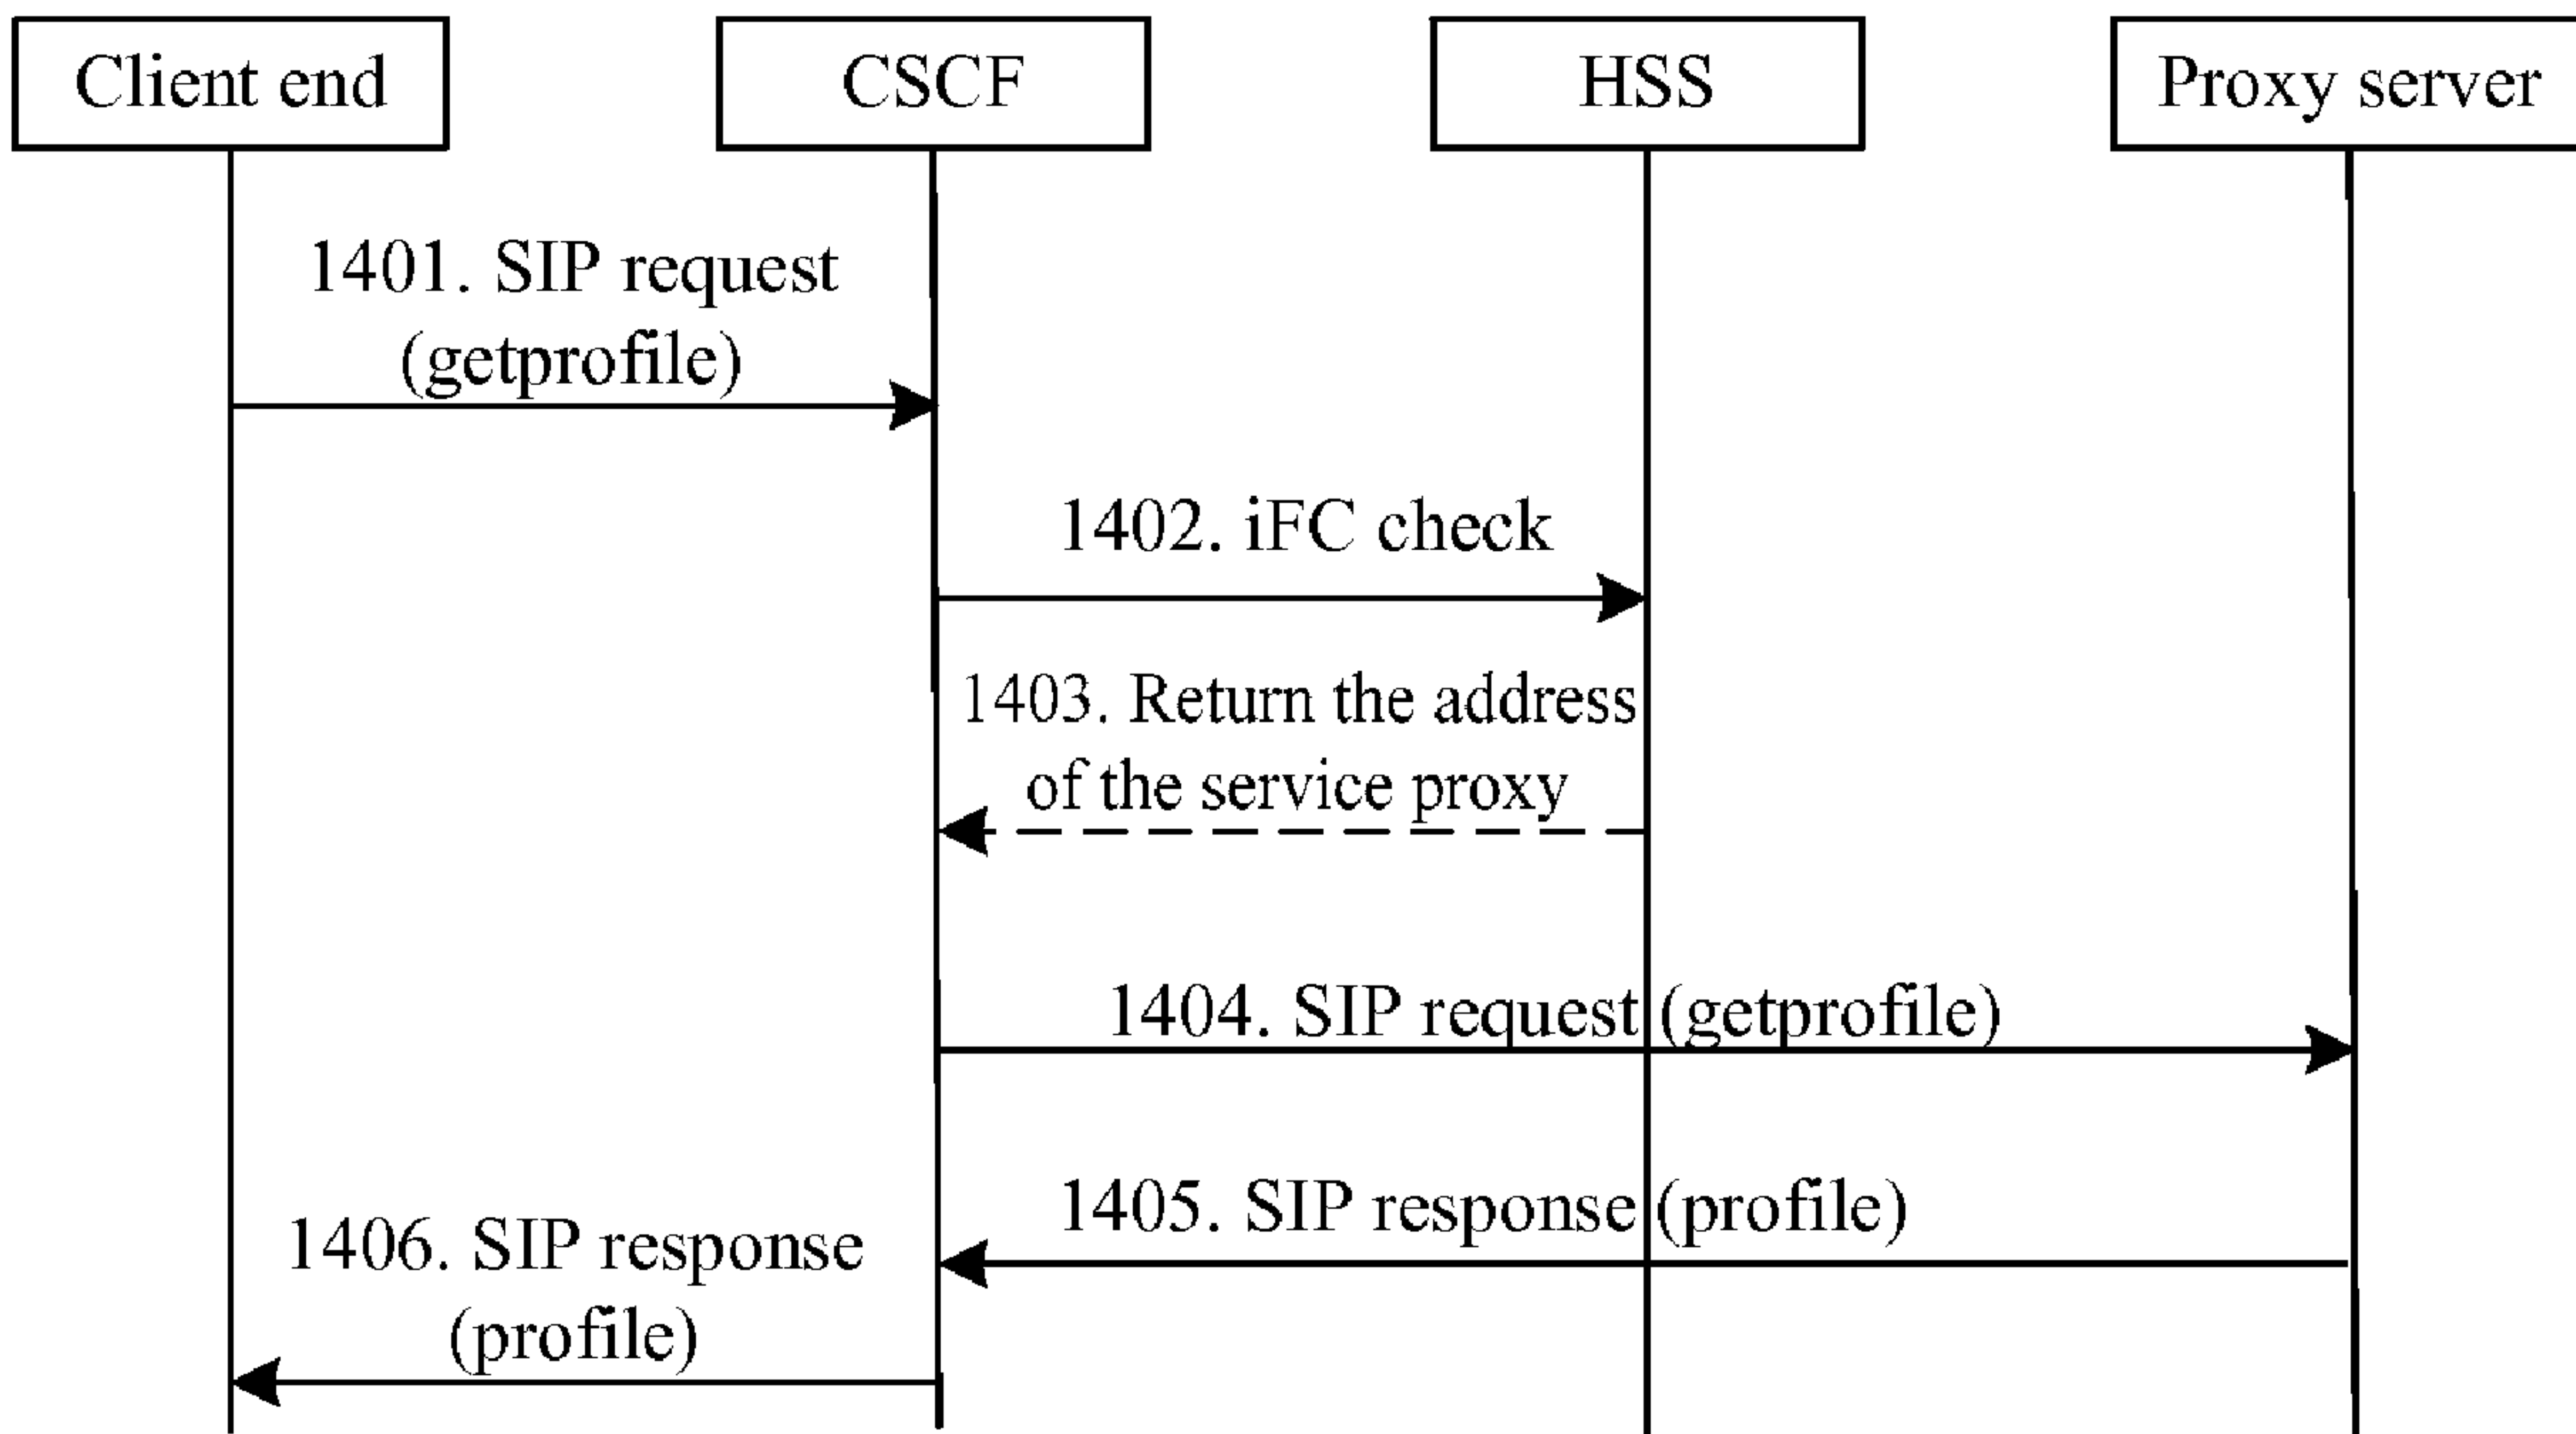 Client end
CSCF
HSS
Proxy server
1401. SIP request
(getprofile)
1402. iFC check
1403. Return the address
of the service proxy
1404. SIP request (getprofile)
1405. SIP response (profile)
1406. SIP response
(profile)